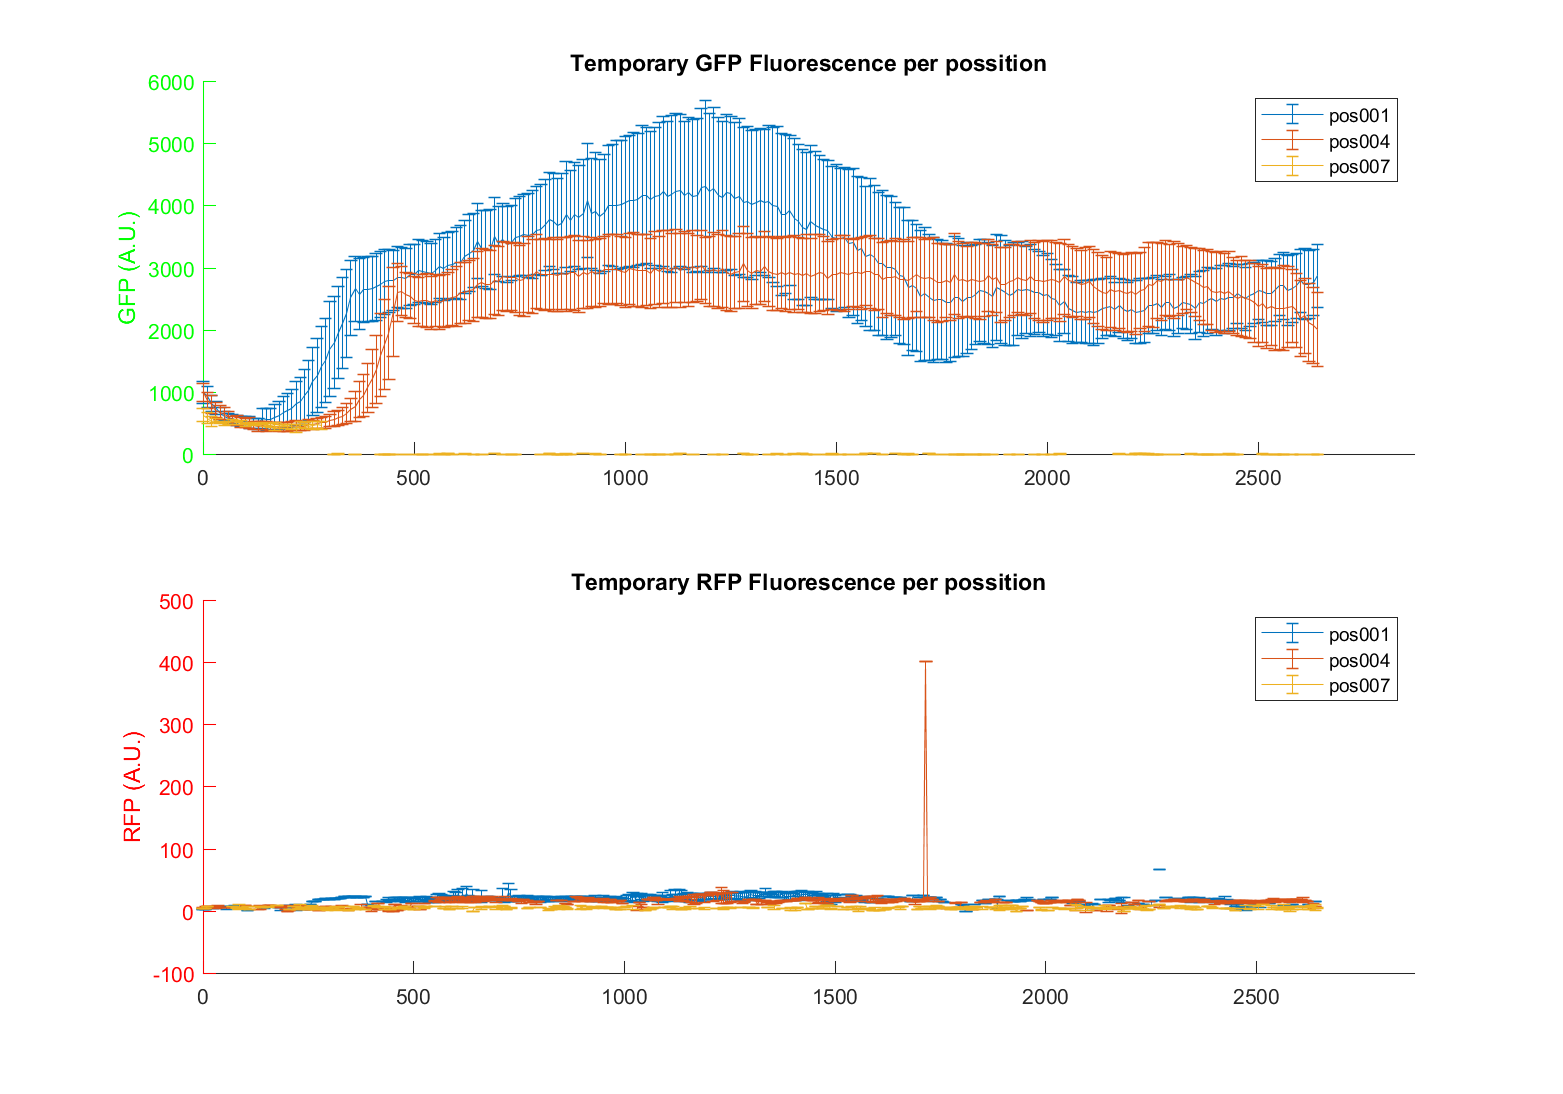 Temporary GFP Fluorescence per possition
6000
5000
4000
3000
2000
1000
0
GFP (A.U.)
0 500 1000 1500 2000 2500
pos001
pos004
pos007
Temporary RFP Fluorescence per possition
500
400
300
200
100
0
-100
RFP (A.U.)
0 500 1000 1500 2000 2500
pos001
pos004
pos007